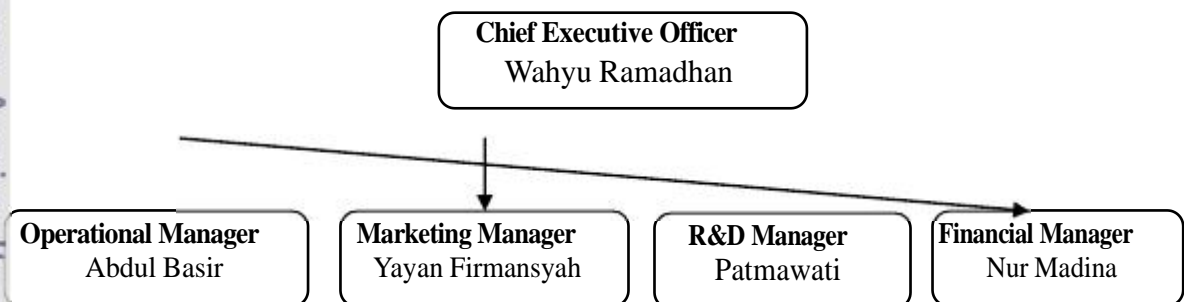 Chief Executive Officer
Wahyu Ramadhan
Operational Manager
Abdul Basir
Marketing Manager
Yayan Firmansyah
R&D Manager
Patmawati
Financial Manager
Nur Madina